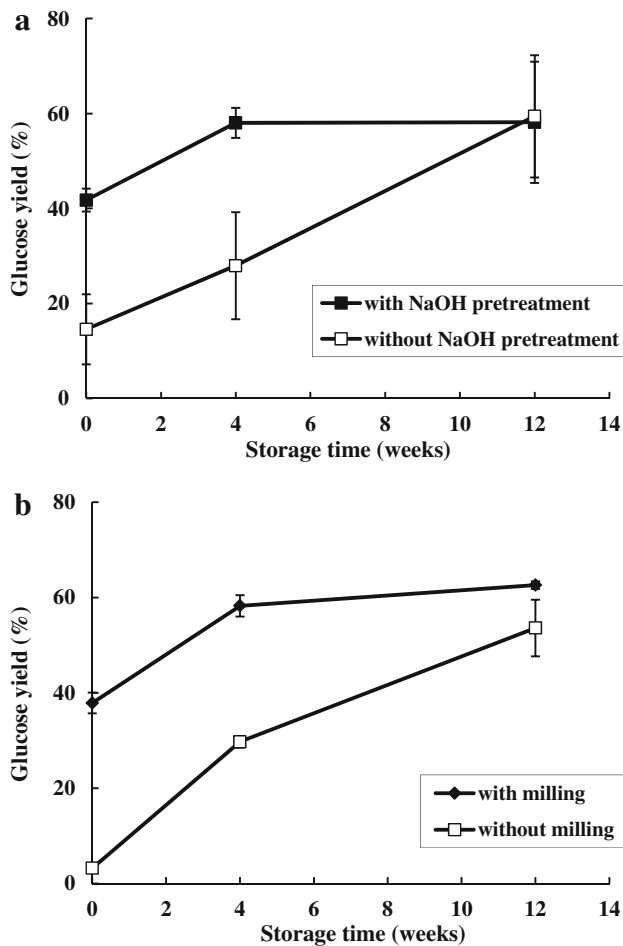 a
80
60
40
20
0
Glucose yield (%)
with NaOH pretreatment
without NaOH pretreatment
0 2 4 6 8 10 12 14
Storage time (weeks)
b
80
60
40
20
0
Glucose yield (%)
with milling
without milling
0 2 4 6 8 10 12 14
Storage time (weeks)